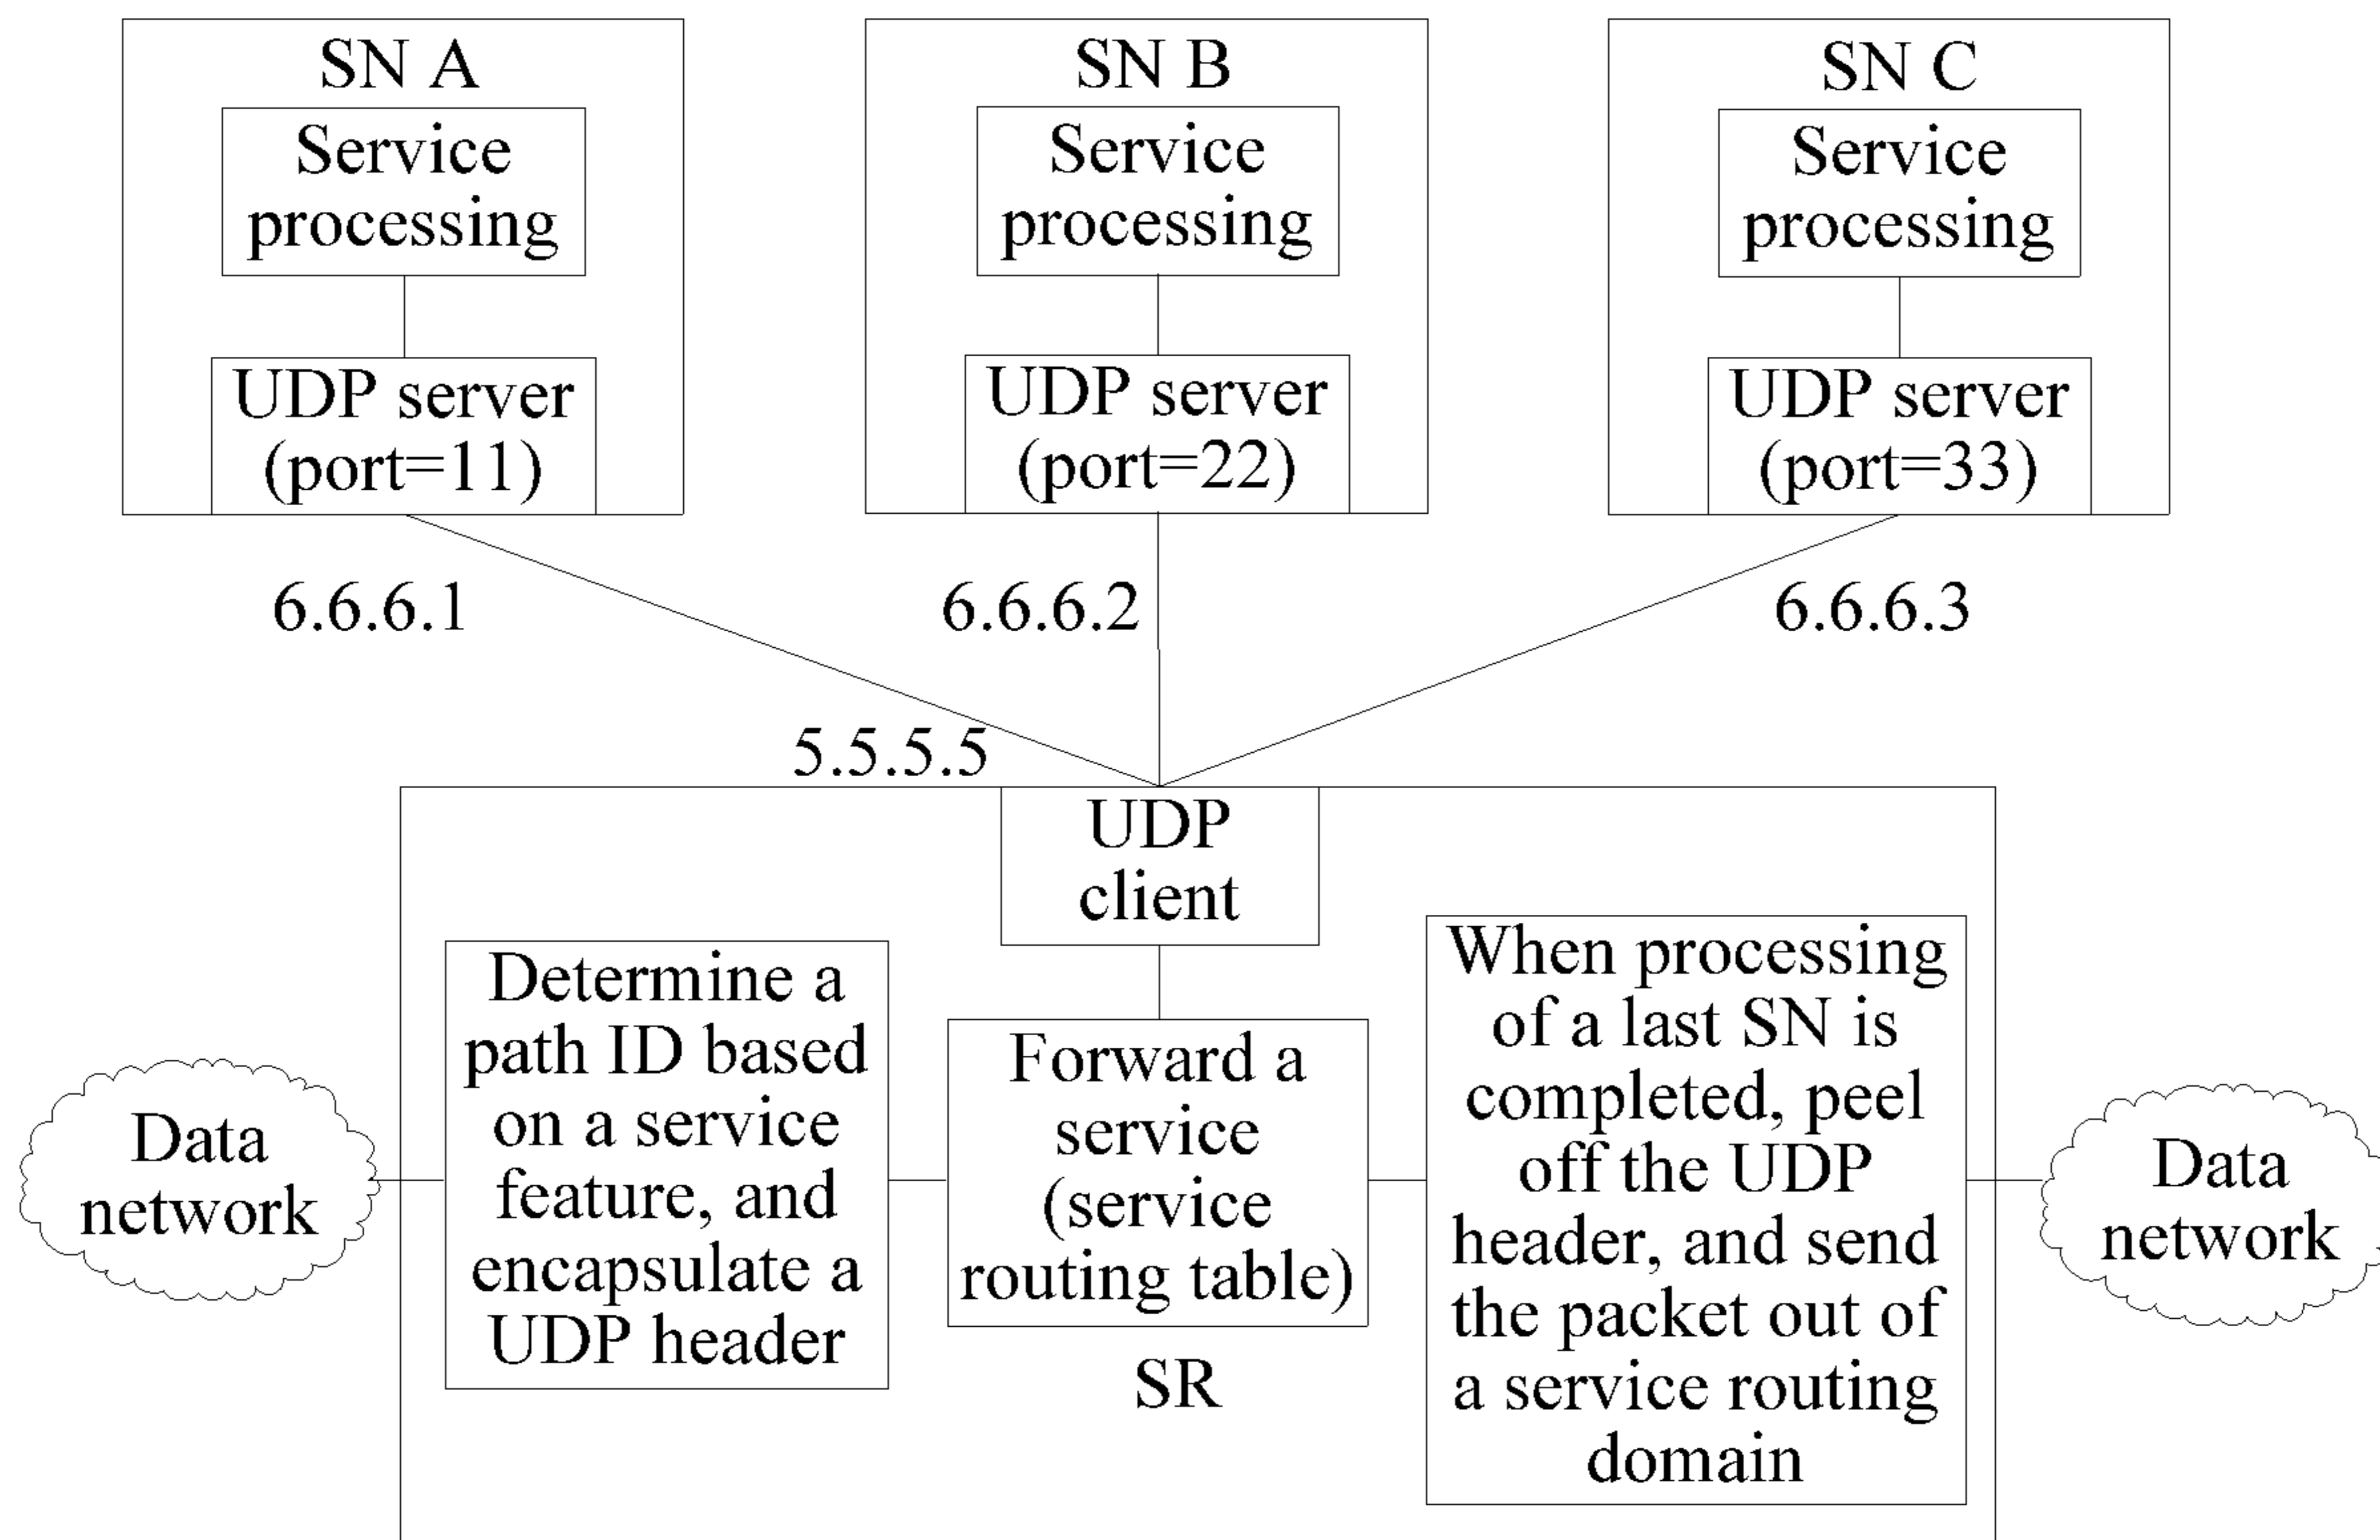 SN A
Service
processing
UDP server
(port=11)
SN B
Service
processing
UDP server
(port=22)
SN C
Service
processing
UDP server
(port=33)
6.6.6.1
6.6.6.2
6.6.6.3
5.5.5.5
UDP
client
Data
network
Determine a
path ID based
on a service
feature, and
encapsulate a
UDP header
Forward a
service
(service
routing table)
SR
When processing
of a last SN is
completed, peel
off the UDP
header, and send
the packet out of
a service routing
domain
Data
network